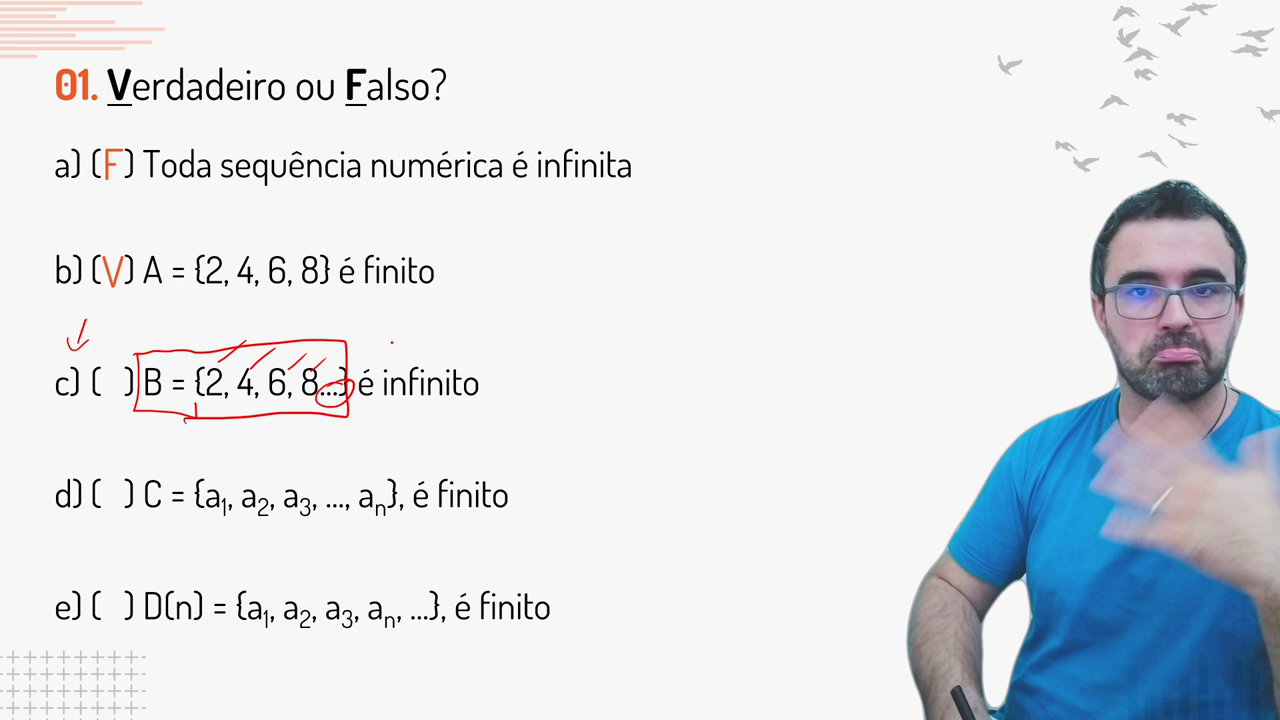 01. Verdadeiro ou Falso?
a) (F) Toda sequência numérica é infinita
b) (V) A = {2, 4, 6, 8} é finito
c) (  ) B = {2, 4, 6, 8...} é infinito
d) (  ) C = {a₁, a₂, a₃, ..., aₙ}, é finito
e) (  ) D(n) = {a₁, a₂, a₃, aₙ, ...}, é finito